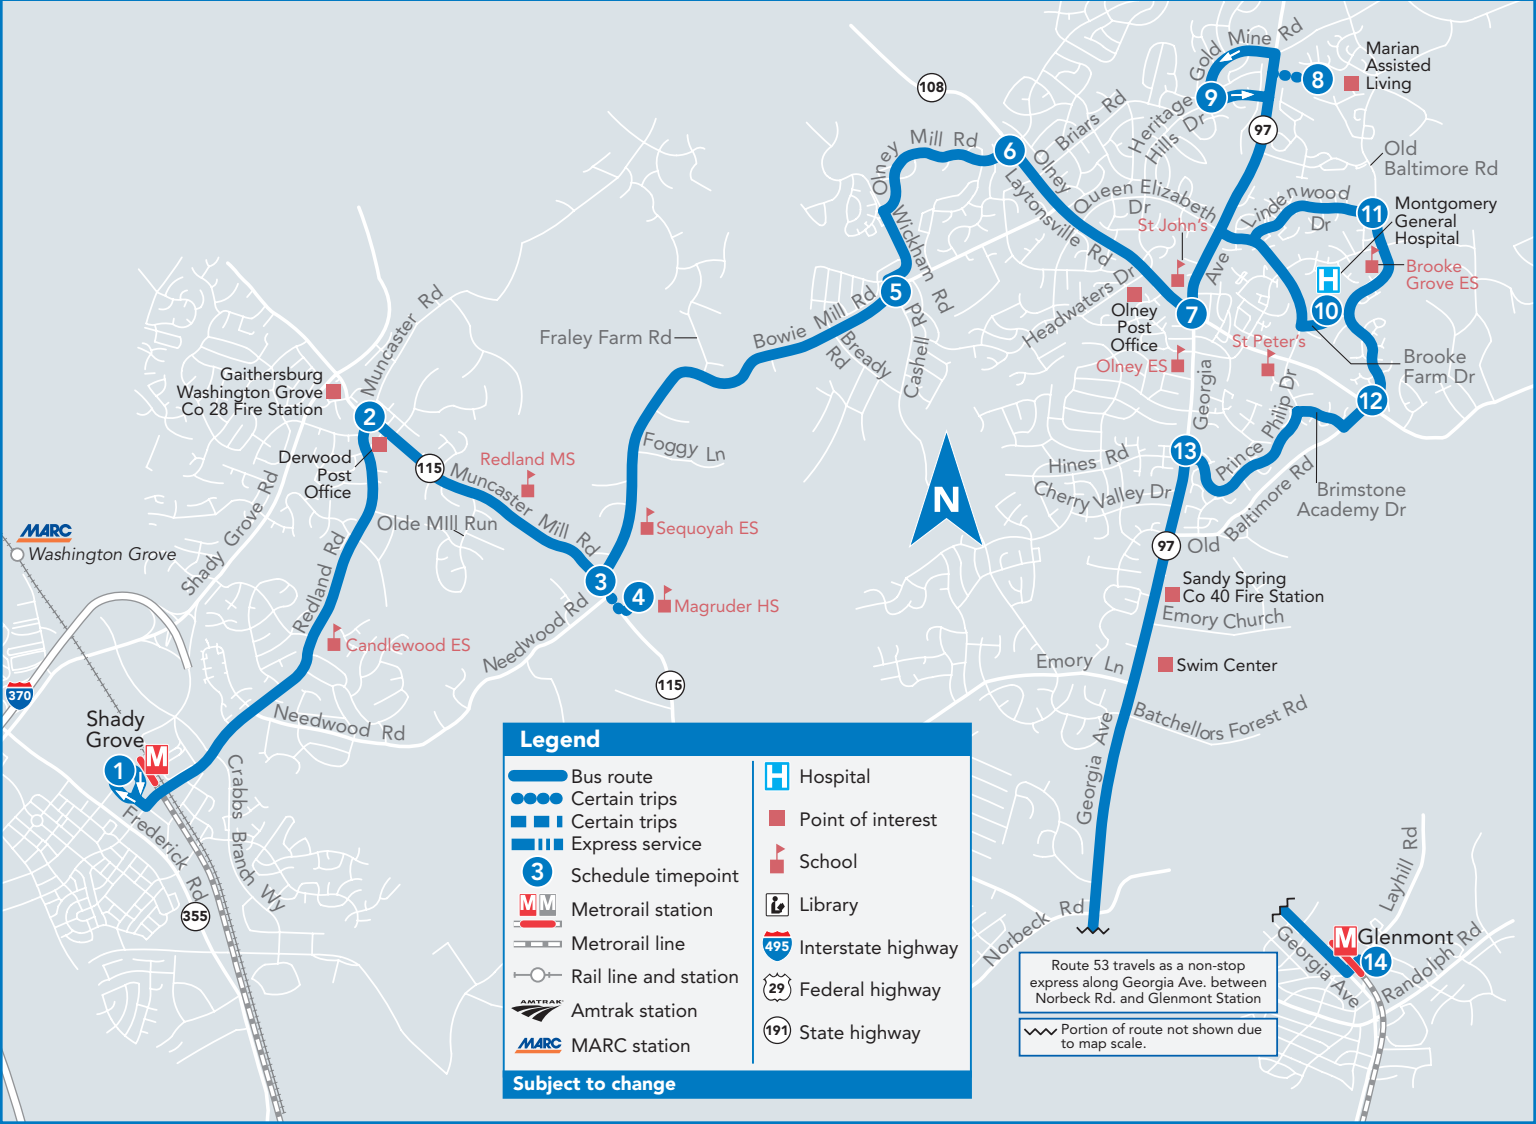 Gold Mine Rd
Marian
Assisted
Living
8
9
108
Heritage
Hills Dr
97
Briars Rd
Olney Mill Rd
6
Old
Baltimore Rd
Olney
Laytonsville Rd
Queen Elizabeth
Dr
Lindenwood
Dr
11
Montgomery
General
Hospital
St John's
Wickham Rd
Ave
H
Brooke
Grove ES
Muncaster Rd
5
Headwaters Dr
7
10
Olney
Post
Office
Bowie Mill Rd
Fraley Farm Rd
Bready
Rd
Cashell Rd
St Peter's
Brooke
Farm Dr
Olney ES
Gaithersburg
Washington Grove
Co 28 Fire Station
2
Georgia
Prince Philip Dr
12
Derwood
Post
Office
115
Redland MS
Foggy Ln
13
Hines Rd
Cherry Valley Dr
Brimstone
Academy Dr
Muncaster Mill Rd
N
Shady Grove Rd
Olde MIll Run
Sequoyah ES
97
Old
Baltimore Rd
MARC
Washington Grove
3
4
Magruder HS
Sandy Spring
Co 40 Fire Station
Emory Church
Redland Rd
Candlewood ES
Needwood Rd
Emory Ln
Swim Center
370
115
Batchellors Forest Rd
Shady
Grove
M
1
Needwood Rd
Georgia Ave
Crabbs Branch Wy
Frederick Rd
355
Legend
Bus route
Certain trips
Certain trips
Express service
3
Schedule timepoint
M M
Metrorail station
Metrorail line
Rail line and station
AMTRAK
Amtrak station
MARC
MARC station
H
Hospital
Point of interest
School
Library
495
Interstate highway
29
Federal highway
191
State highway
Subject to change
Norbeck Rd
Route 53 travels as a non-stop
express along Georgia Ave. between
Norbeck Rd. and Glenmont Station
Portion of route not shown due
to map scale.
Layhill Rd
M
Glenmont
14
Georgia Ave
Randolph Rd